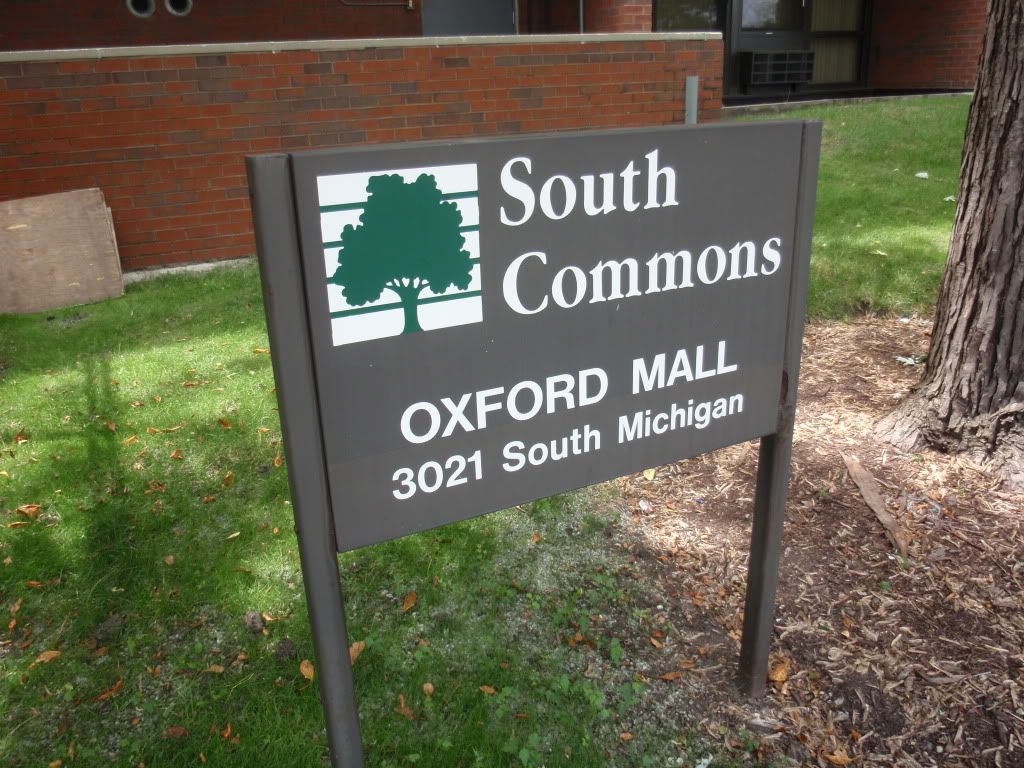 South
Commons
OXFORD MALL
3021 South Michigan